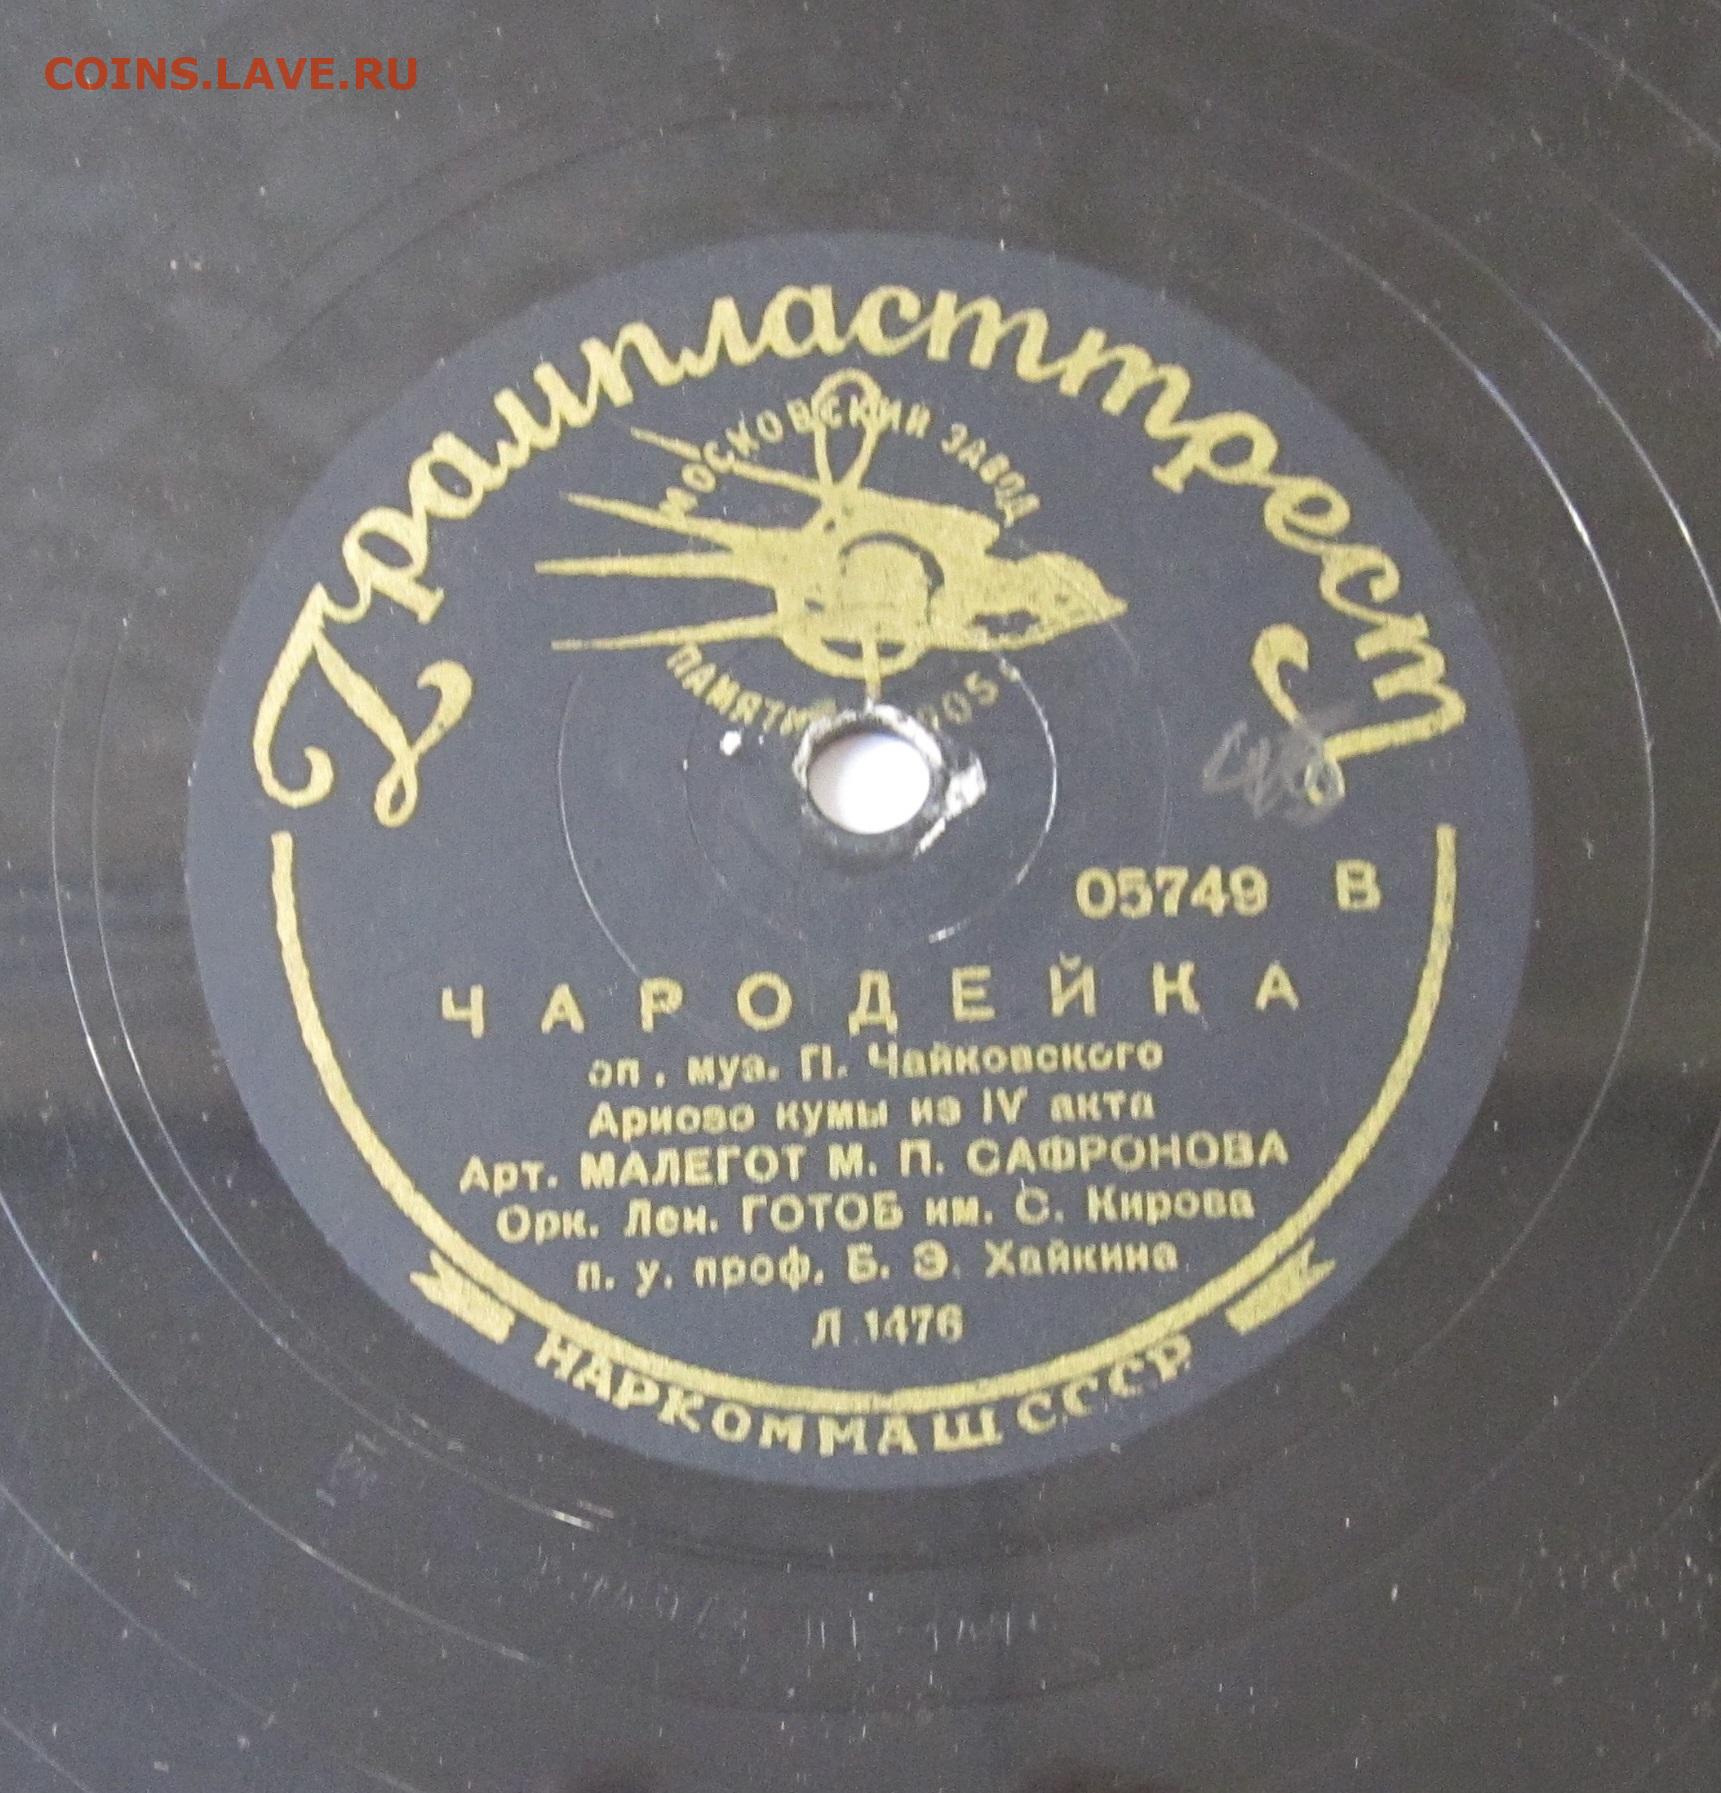 COINS.LAVE.RU
Грампласттрест
МОСКОВСКИЙ ЗАВОД
ПАМЯТИ
05749 В
ЧАРОДЕЙКА
оп. муз. П. Чайковского
Ариозо кумы из IV акта
Арт. МАЛЕГОТ М. П. САФРОНОВА
Орк. Лен. ГОТОБ им. С. Кирова
п. у. проф. Б. Э. Хайкина
Л 1476
НАРКОММАШ СССР